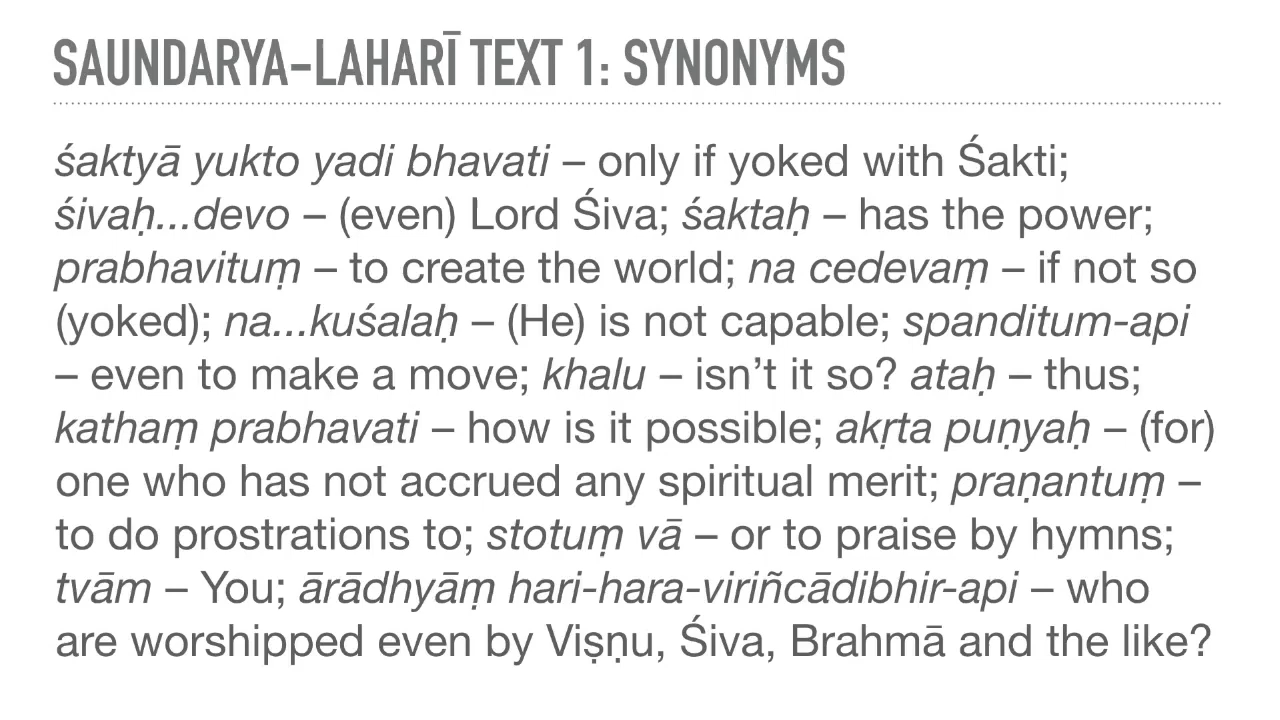 SAUNDARYA-LAHARĪ TEXT 1: SYNONYMS
śaktyā yukto yadi bhavati – only if yoked with Śakti;
śivaḥ...devo – (even) Lord Śiva; śaktaḥ – has the power;
prabhavituṃ – to create the world; na cedevaṃ – if not so
(yoked); na...kuśalaḥ – (He) is not capable; spanditum-api
– even to make a move; khalu – isn’t it so? ataḥ – thus;
kathaṃ prabhavati – how is it possible; akṛta puṇyaḥ – (for)
one who has not accrued any spiritual merit; praṇantuṃ –
to do prostrations to; stotuṃ vā – or to praise by hymns;
tvām – You; ārādhyāṃ hari-hara-viriñcādibhir-api – who
are worshipped even by Viṣṇu, Śiva, Brahmā and the like?